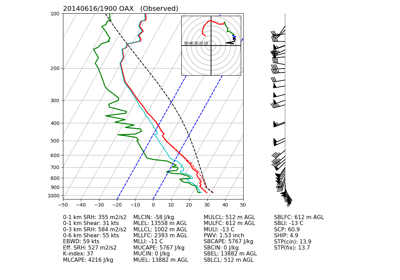 20140616/1900 OAX   (Observed)
100
200
300
400
500
600
700
800
900
1000
−50 −40 −30 −20 −10 0 10 20 30 40 50
0-1 km SRH: 355 m2/s2
0-1 km Shear: 31 kts
0-3 km SRH: 584 m2/s2
0-6 km Shear: 55 kts
EBWD: 59 kts
Eff. SRH: 527 m2/s2
K-index: 37
MLCAPE: 4216 J/kg
MLCIN: -58 J/kg
MLEL: 13558 m AGL
MLLCL: 1002 m AGL
MLLFC: 2393 m AGL
MLLI: -11 C
MUCAPE: 5767 J/kg
MUCIN: 0 J/kg
MUEL: 13882 m AGL
MULCL: 512 m AGL
MULFC: 612 m AGL
MULI: -13 C
PWV: 1.53 inch
SBCAPE: 5767 J/kg
SBCIN: 0 J/kg
SBEL: 13882 m AGL
SBLCL: 512 m AGL
SBLFC: 612 m AGL
SBLI: -13 C
SCP: 60.9
SHIP: 4.9
STP(cin): 13.9
STP(fix): 13.7